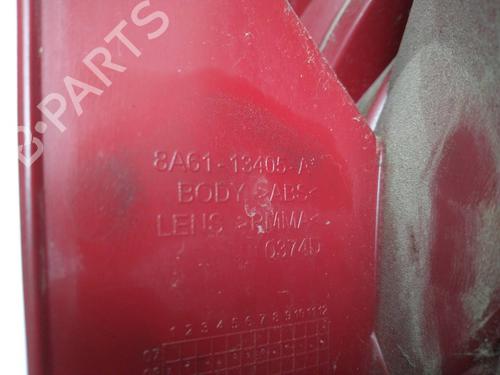 B-PARTS
8A61-13405-A
BODY >ABS<
LENS >PMMA<
0374D
1 2 3 4 5 6 7 8 9 10 11 12
07